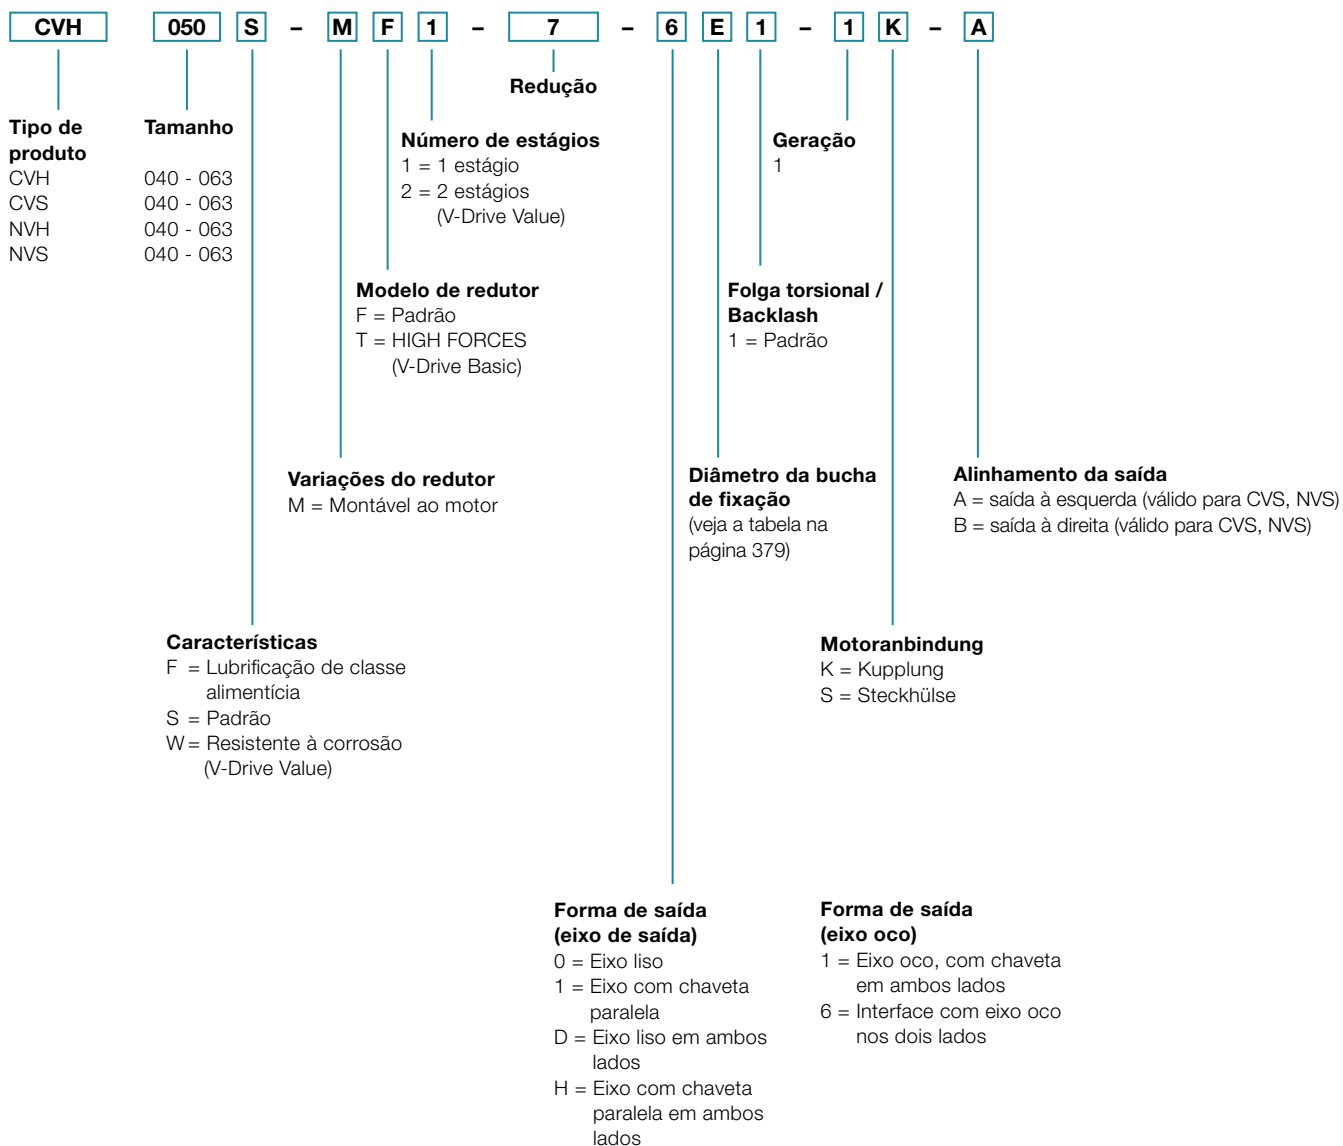 CVH 050 S – M F 1 – 7 – 6 E 1 – 1 K – A
Redução
Tipo de
produto
CVH
CVS
NVH
NVS
Tamanho
040 - 063
040 - 063
040 - 063
040 - 063
Número de estágios
1 = 1 estágio
2 = 2 estágios
(V-Drive Value)
Geração
1
Modelo de redutor
F = Padrão
T = HIGH FORCES
(V-Drive Basic)
Folga torsional /
Backlash
1 = Padrão
Variações do redutor
M = Montável ao motor
Diâmetro da bucha
de fixação
(veja a tabela na
página 379)
Alinhamento da saída
A = saída à esquerda (válido para CVS, NVS)
B = saída à direita (válido para CVS, NVS)
Características
F = Lubrificação de classe
alimentícia
S = Padrão
W = Resistente à corrosão
(V-Drive Value)
Motoranbindung
K = Kupplung
S = Steckhülse
Forma de saída
(eixo de saída)
0 = Eixo liso
1 = Eixo com chaveta
paralela
D = Eixo liso em ambos
lados
H = Eixo com chaveta
paralela em ambos
lados
Forma de saída
(eixo oco)
1 = Eixo oco, com chaveta
em ambos lados
6 = Interface com eixo oco
nos dois lados